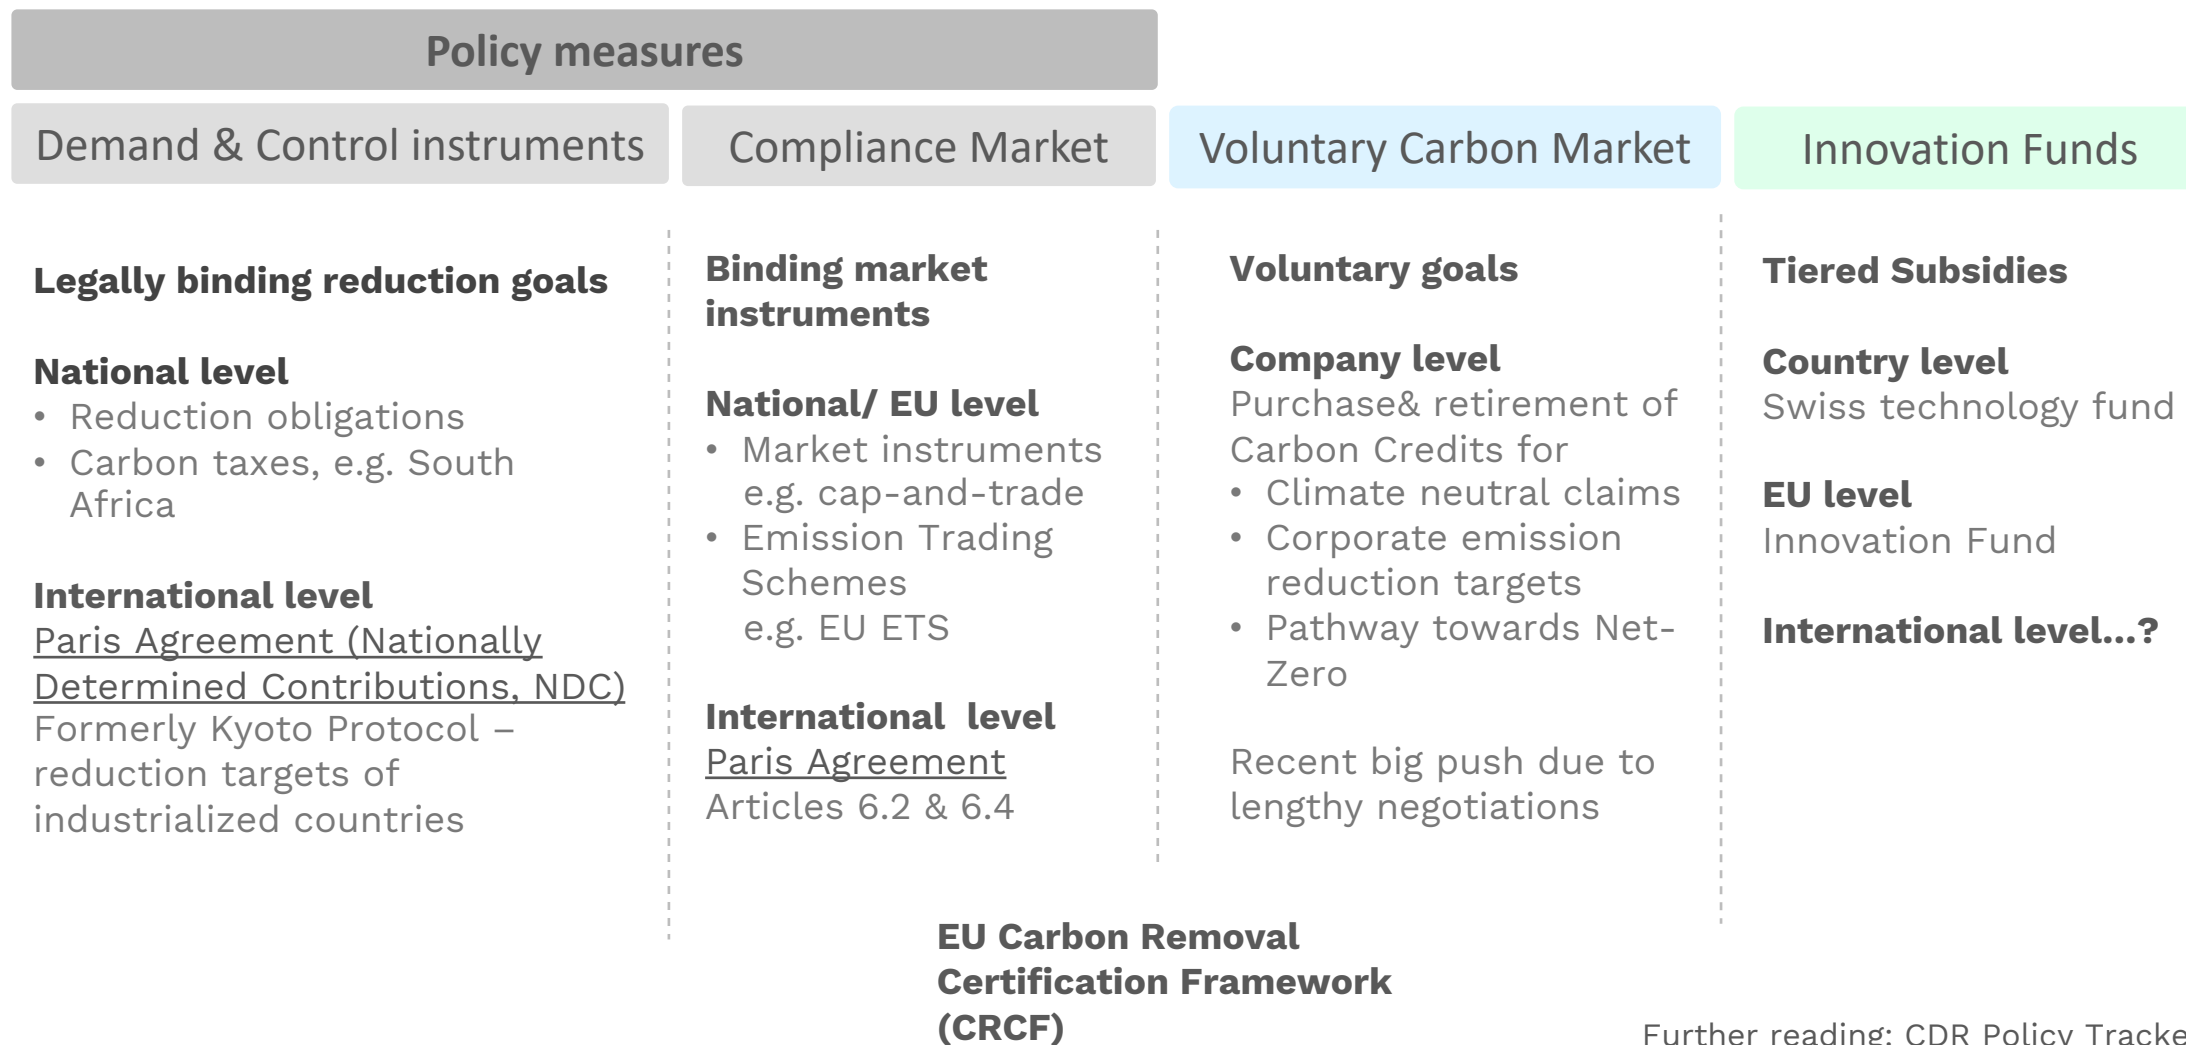 Policy measures
Demand & Control instruments
Compliance Market
Voluntary Carbon Market
Innovation Funds
Legally binding reduction goals
National level
• Reduction obligations
• Carbon taxes, e.g. South
Africa
International level
Paris Agreement (Nationally
Determined Contributions, NDC)
Formerly Kyoto Protocol –
reduction targets of
industrialized countries
Binding market
instruments
National/ EU level
• Market instruments
e.g. cap-and-trade
• Emission Trading
Schemes
e.g. EU ETS
International level
Paris Agreement
Articles 6.2 & 6.4
Voluntary goals
Company level
Purchase& retirement of
Carbon Credits for
• Climate neutral claims
• Corporate emission
reduction targets
• Pathway towards Net-
Zero
Recent big push due to
lengthy negotiations
Tiered Subsidies
Country level
Swiss technology fund
EU level
Innovation Fund
International level...?
EU Carbon Removal
Certification Framework
(CRCF)
Further reading: CDR Policy Tracke